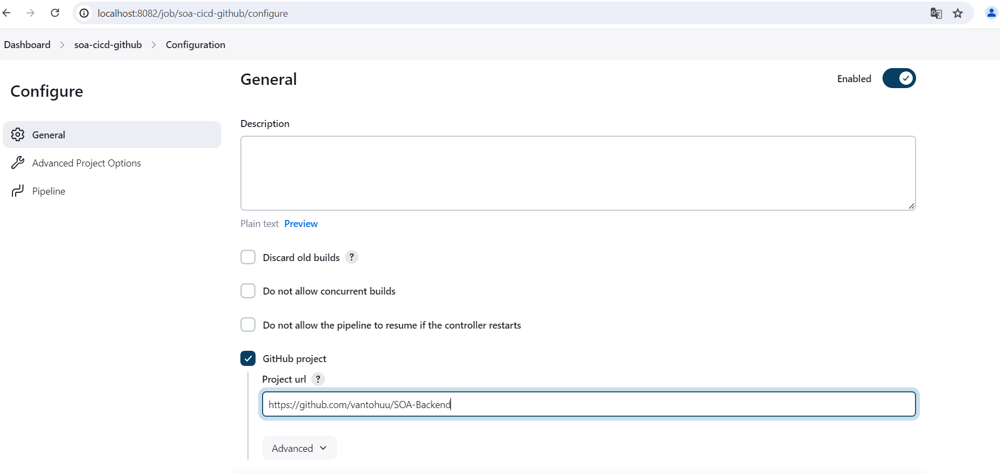 localhost:8082/job/soa-cicd-github/configure
Dashboard > soa-cicd-github > Configuration
Configure
General
Advanced Project Options
Pipeline
General
Enabled
Description
Plain text Preview
Discard old builds ?
Do not allow concurrent builds
Do not allow the pipeline to resume if the controller restarts
GitHub project
Project url ?
https://github.com/vantohuu/SOA-Backend
Advanced